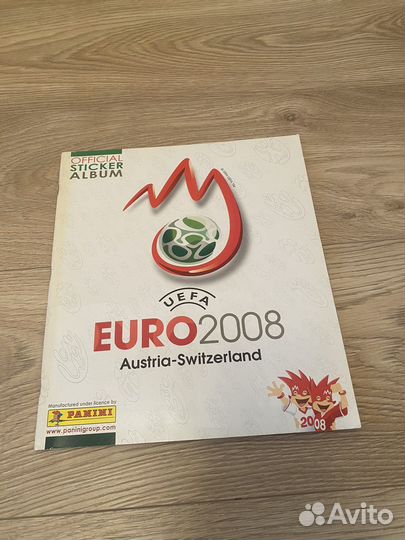 OFFICIAL
STICKER
ALBUM
UEFA
EURO2008
Austria-Switzerland
Manufactured under licence by
PANINI
www.paninigroup.com
2008
Avito